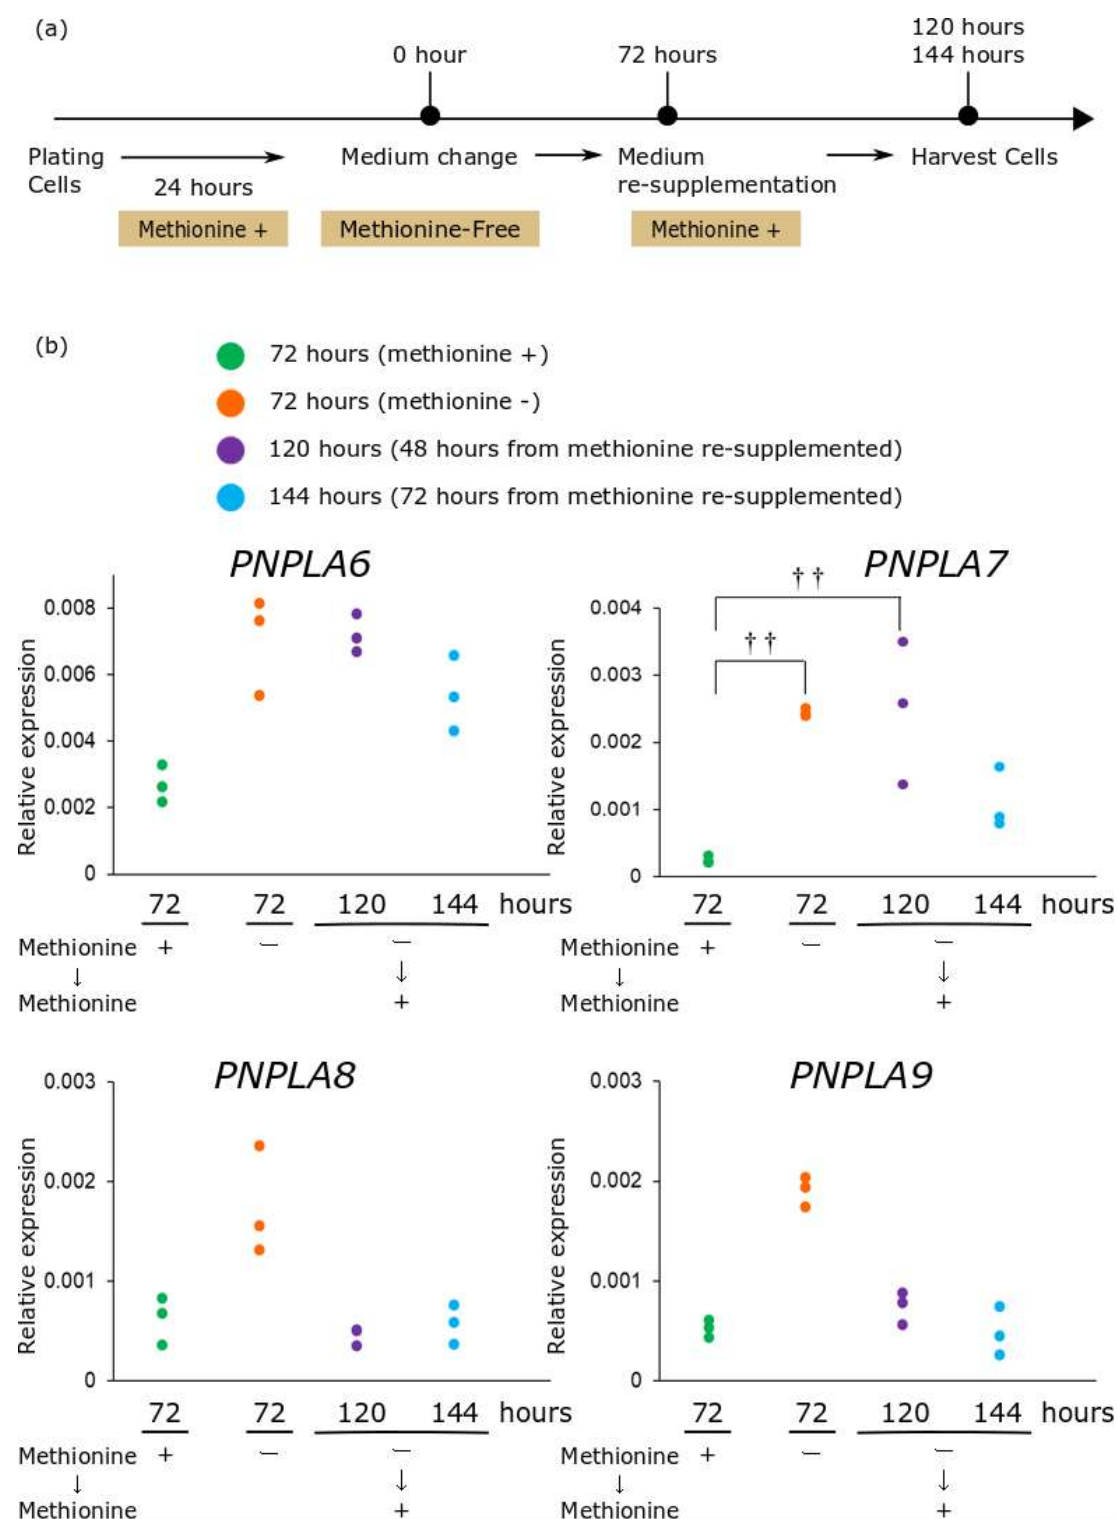 (a)
120 hours
0 hour 72 hours 144 hours
Plating Cells
24 hours
Medium change
Medium re-supplementation
Harvest Cells
Methionine +
Methionine-Free
Methionine +
(b)
72 hours (methionine +)
72 hours (methionine -)
120 hours (48 hours from methionine re-supplemented)
144 hours (72 hours from methionine re-supplemented)
PNPLA6
Relative expression
0.008
0.006
0.004
0.002
0
72 72 120 144 hours
Methionine + − −
↓ ↓
Methionine +
PNPLA7
† †
† †
Relative expression
0.004
0.003
0.002
0.001
0
72 72 120 144 hours
Methionine + − −
↓ ↓
Methionine +
PNPLA8
Relative expression
0.003
0.002
0.001
0
72 72 120 144 hours
Methionine + − −
↓ ↓
Methionine +
PNPLA9
Relative expression
0.003
0.002
0.001
0
72 72 120 144 hours
Methionine + − −
↓ ↓
Methionine +